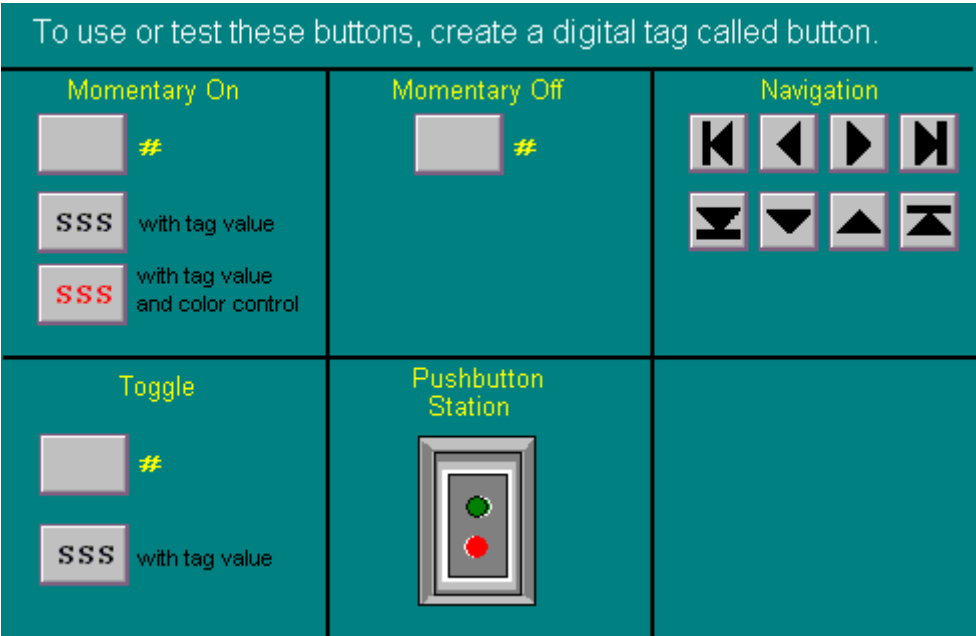 To use or test these buttons, create a digital tag called button.
Momentary On
#
SSS with tag value
SSS with tag value
and color control
Momentary Off
#
Navigation
Toggle
#
SSS with tag value
Pushbutton
Station